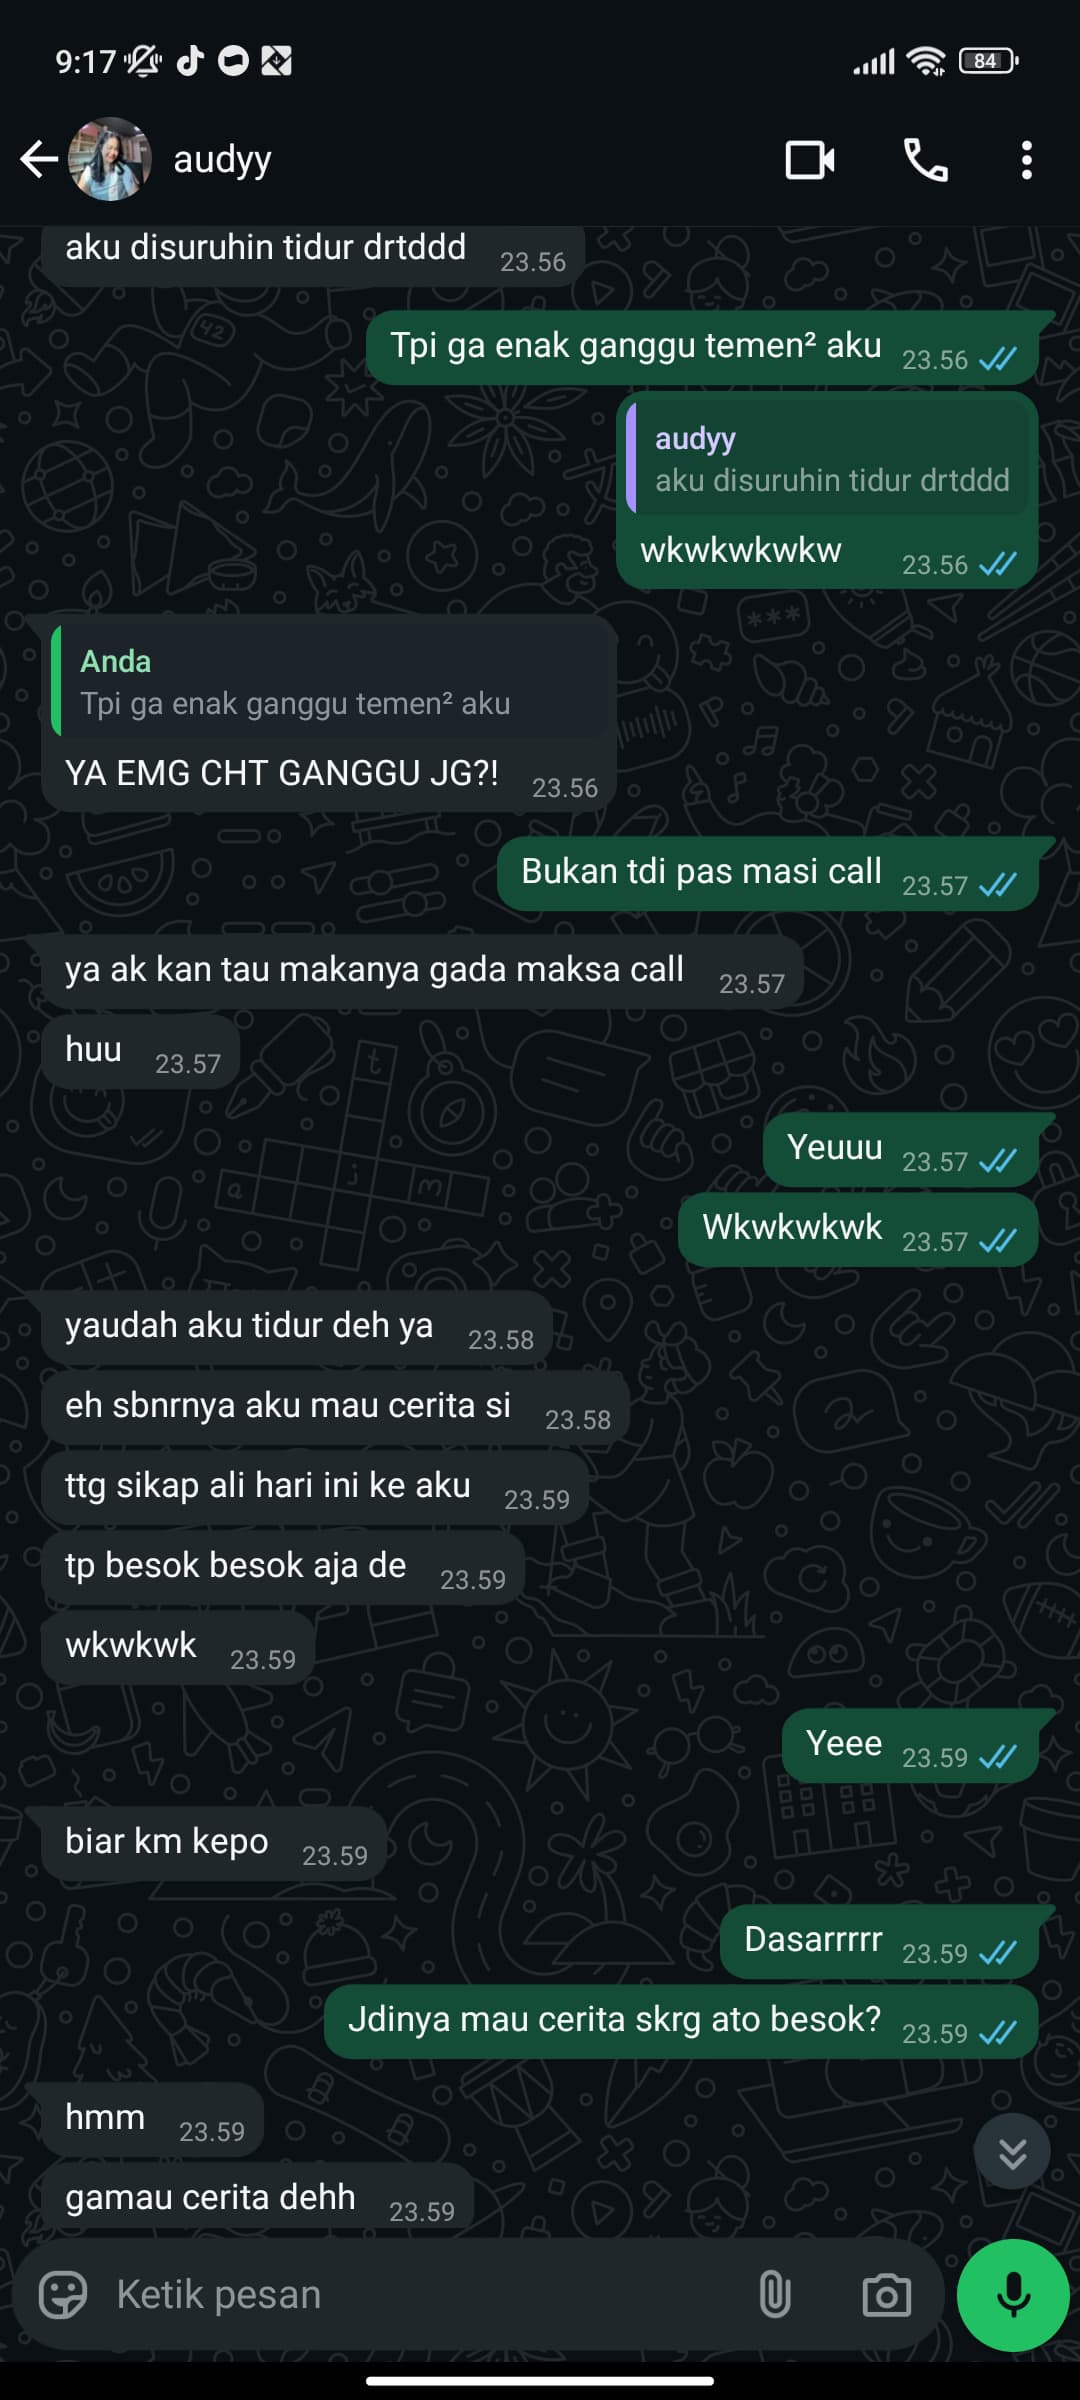 9:17
84
audyy
aku disuruhin tidur drtddd 23.56
Tpi ga enak ganggu temen² aku 23.56
audyy
aku disuruhin tidur drtddd
wkwkwkwkw 23.56
Anda
Tpi ga enak ganggu temen² aku
YA EMG CHT GANGGU JG?! 23.56
Bukan tdi pas masi call 23.57
ya ak kan tau makanya gada maksa call 23.57
huu 23.57
Yeuuu 23.57
Wkwkwkwk 23.57
yaudah aku tidur deh ya 23.58
eh sbnrnya aku mau cerita si 23.58
ttg sikap ali hari ini ke aku 23.59
tp besok besok aja de 23.59
wkwkwk 23.59
Yeee 23.59
biar km kepo 23.59
Dasarrrrr 23.59
Jdinya mau cerita skrg ato besok? 23.59
hmm 23.59
gamau cerita dehh 23.59
Ketik pesan